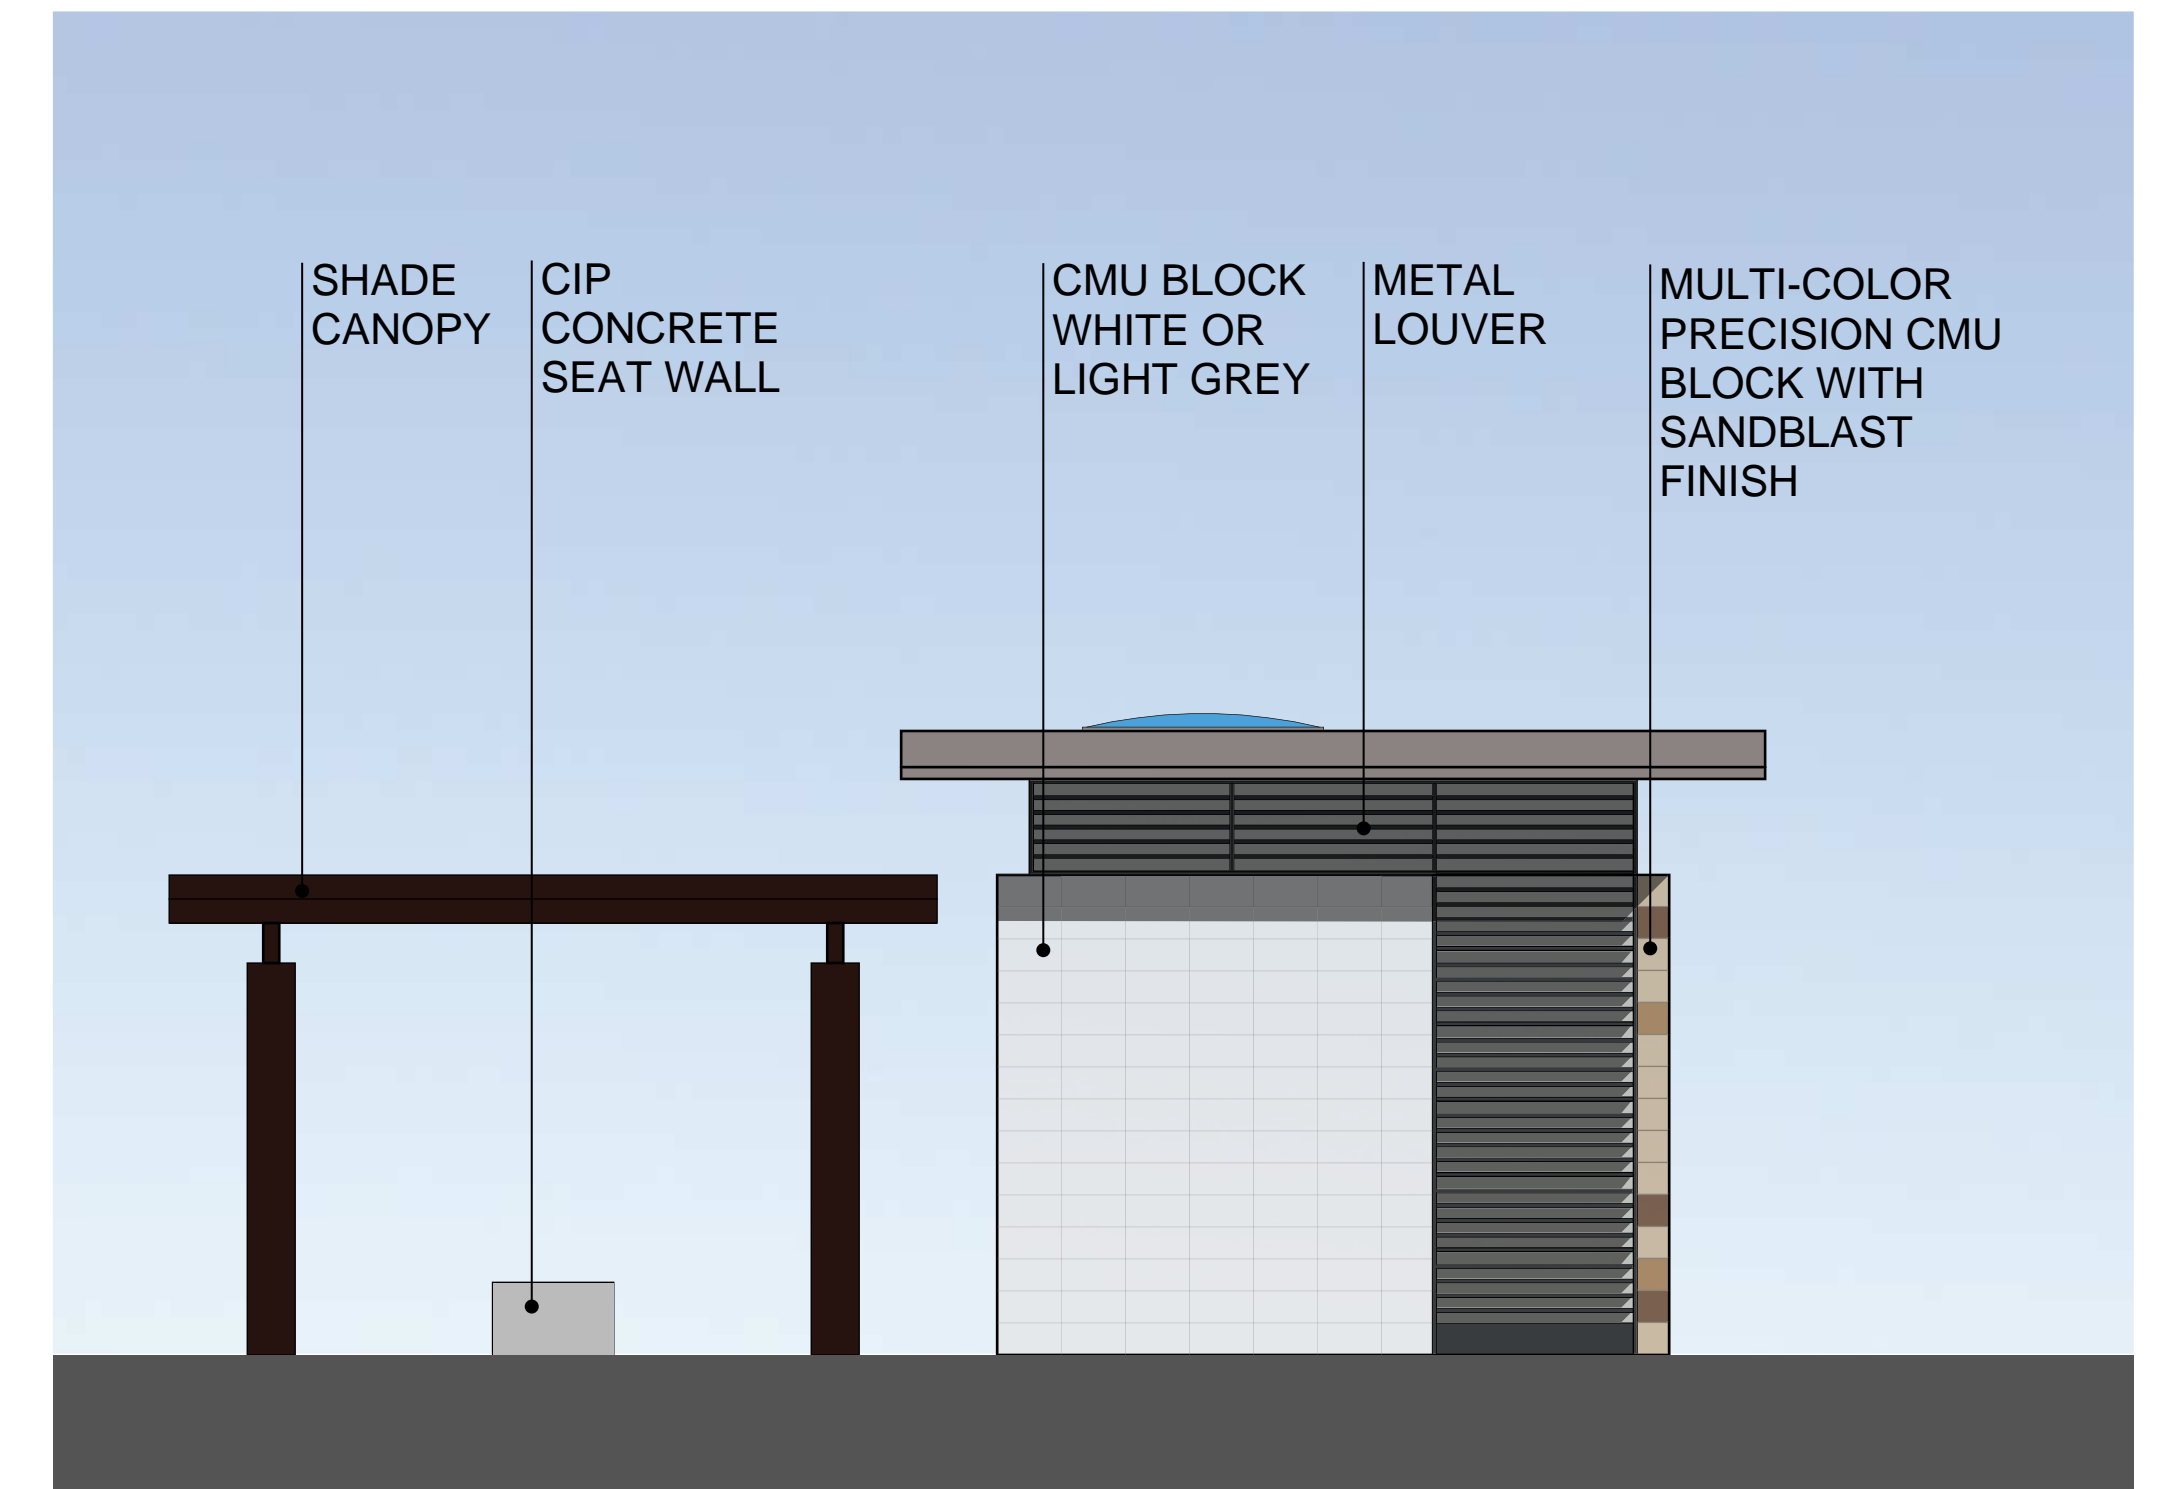 SHADE
CANOPY
CIP
CONCRETE
SEAT WALL
CMU BLOCK
WHITE OR
LIGHT GREY
METAL
LOUVER
MULTI-COLOR
PRECISION CMU
BLOCK WITH
SANDBLAST
FINISH